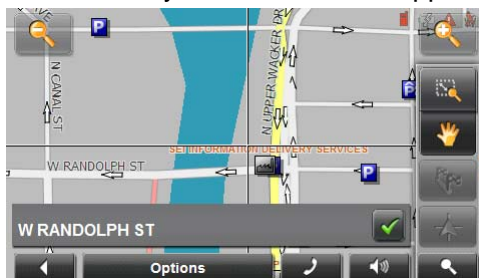 P
N CANAL ST
N UPPER WACKER DR
P
SET INFORMATION DELIVERY SERVICES
W RANDOLPH ST
P
P
W RANDOLPH ST
Options